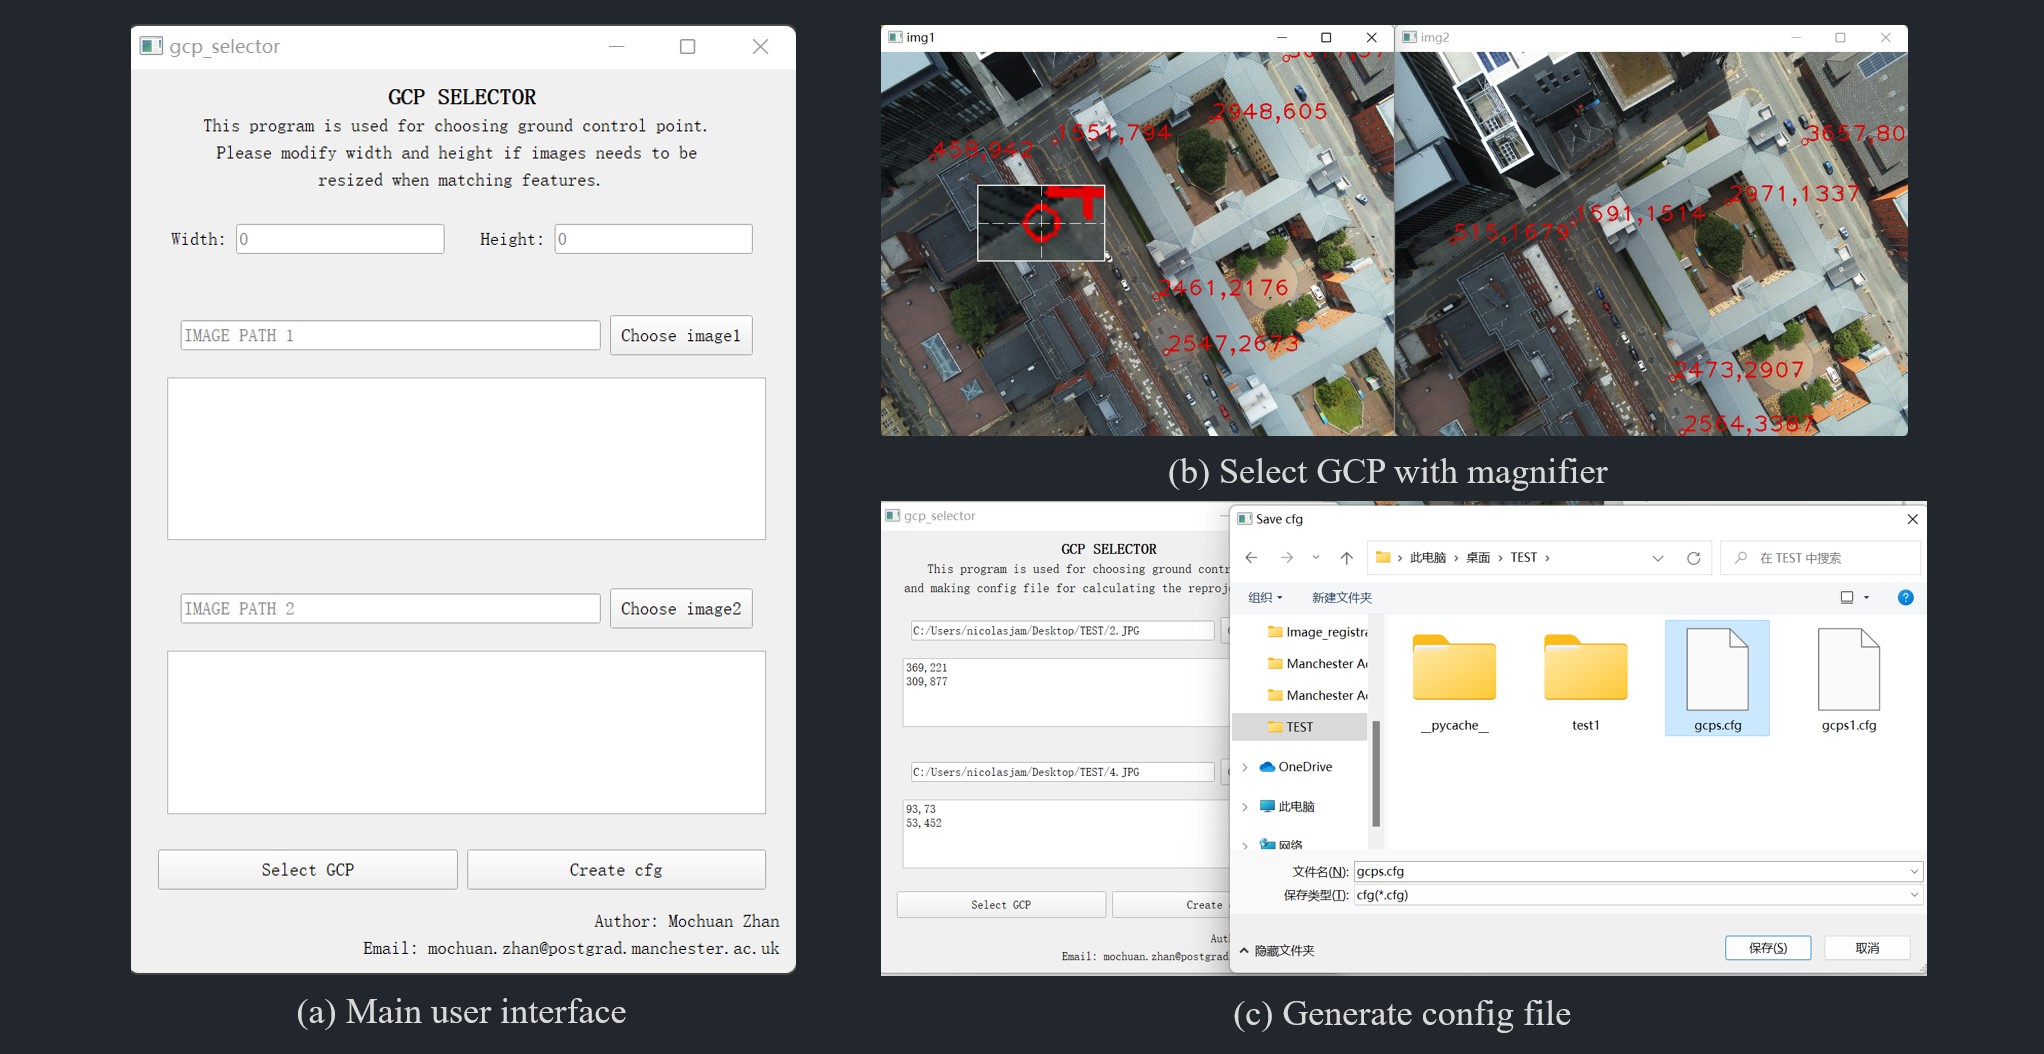 gcp_selector
GCP SELECTOR
This program is used for choosing ground control point.
Please modify width and height if images needs to be
resized when matching features.
Width: 0 Height: 0
IMAGE PATH 1 Choose image1
IMAGE PATH 2 Choose image2
Select GCP Create cfg
Author: Mochuan Zhan
Email: mochuan.zhan@postgrad.manchester.ac.uk
(a) Main user interface
img1
2948,605
1551,794
458,942
2461,2176
2547,2673
img2
3657,80
2971,1337
1591,1514
515,1679
2473,2907
2564,3387
(b) Select GCP with magnifier
gcp_selector
GCP SELECTOR
This program is used for choosing ground contr
and making config file for calculating the reproj
C:/Users/nicolasjam/Desktop/TEST/2.JPG
369,221
309,877
C:/Users/nicolasjam/Desktop/TEST/4.JPG
93,73
53,452
Select GCP Create
Aut
Email: mochuan.zhan@postgrad
Save cfg
此电脑 › 桌面 › TEST ›
在 TEST 中搜索
组织 新建文件夹
Image_registra
Manchester A
Manchester A
TEST
OneDrive
此电脑
网络
__pycache__
test1
gcps.cfg
gcps1.cfg
文件名(N): gcps.cfg
保存类型(T): cfg(*.cfg)
隐藏文件夹
保存(S) 取消
(c) Generate config file